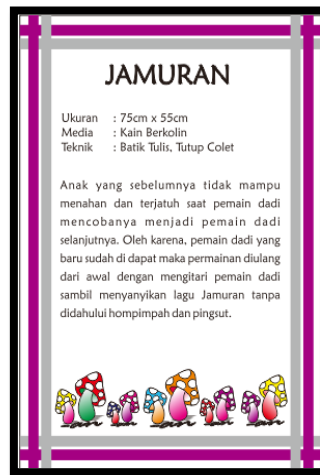 JAMURAN
Ukuran : 75cm x 55cm
Media : Kain Berkolin
Teknik : Batik Tulis, Tutup Colet
Anak yang sebelumnya tidak mampu
menahan dan terjatuh saat pemain dadi
mencobanya menjadi pemain dadi
selanjutnya. Oleh karena, pemain dadi yang
baru sudah di dapat maka permainan diulang
dari awal dengan mengitari pemain dadi
sambil menyanyikan lagu Jamuran tanpa
didahului hompimpah dan pingsut.